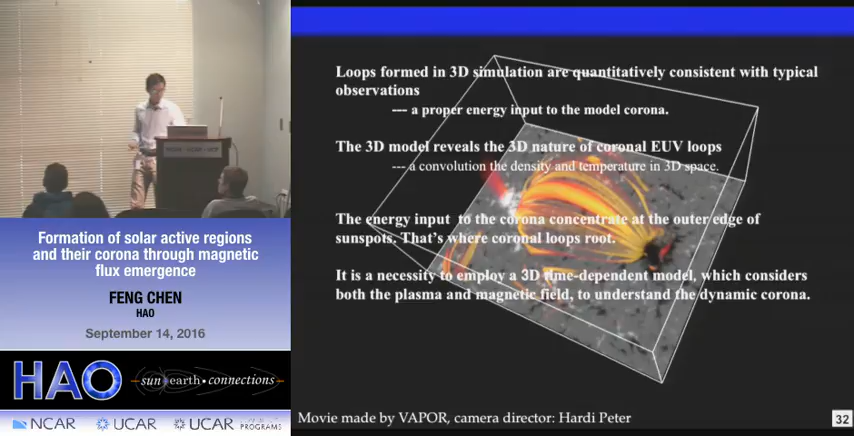 Loops formed in 3D simulation are quantitatively consistent with typical
observations
--- a proper energy input to the model corona.
The 3D model reveals the 3D nature of coronal EUV loops
--- a convolution the density and temperature in 3D space.
The energy input to the corona concentrate at the outer edge of
sunspots. That's where coronal loops root.
It is a necessity to employ a 3D time-dependent model, which considers
both the plasma and magnetic field, to understand the dynamic corona.
Movie made by VAPOR, camera director: Hardi Peter
32
Formation of solar active regions
and their corona through magnetic
flux emergence
FENG CHEN
HAO
September 14, 2016
HAO
sun earth • connections
NCAR
UCAR
UCAR
PROGRAMS